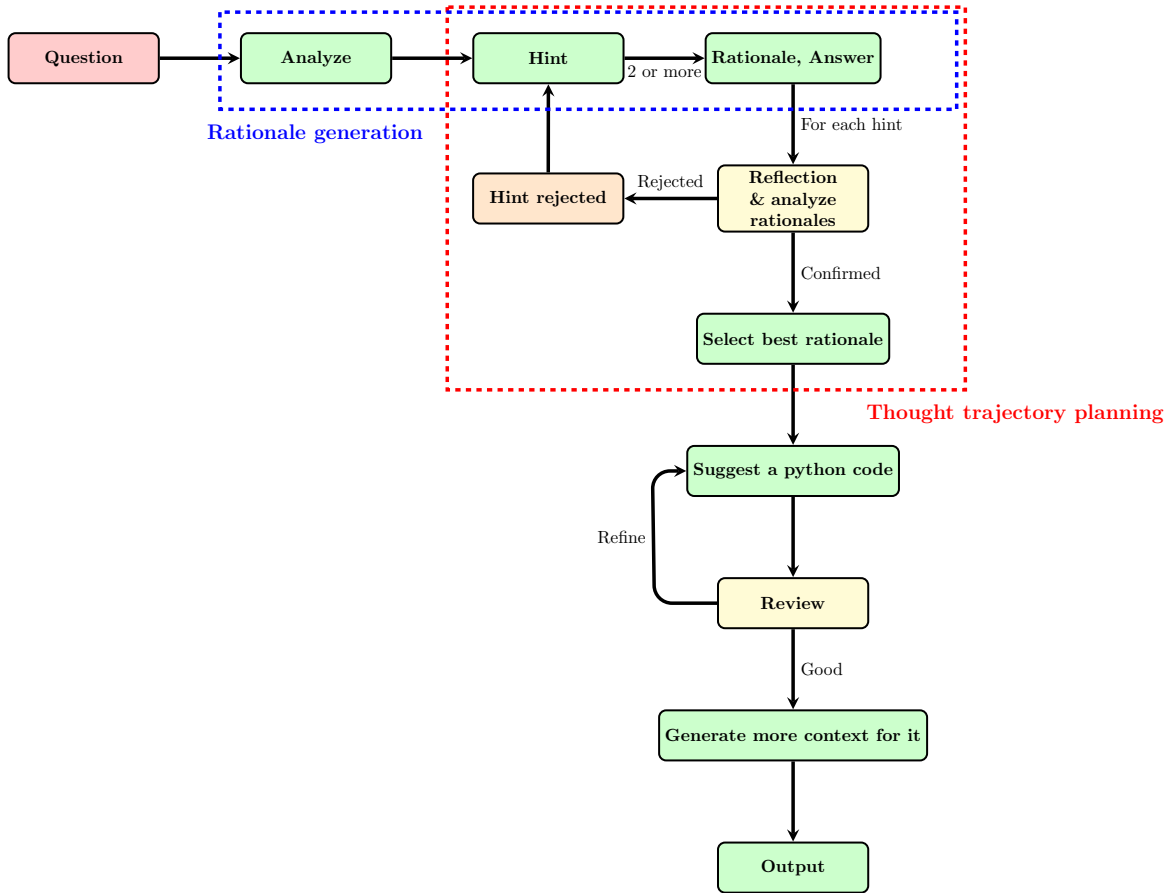 Question
Analyze
Hint
2 or more
Rationale, Answer
Rationale generation
For each hint
Hint rejected
Rejected
Reflection
& analyze
rationales
Confirmed
Select best rationale
Thought trajectory planning
Suggest a python code
Refine
Review
Good
Generate more context for it
Output